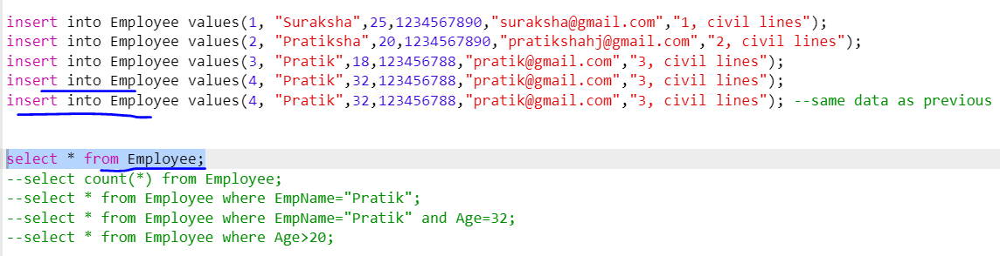 insert into Employee values(1, "Suraksha",25,1234567890,"suraksha@gmail.com","1, civil lines");
insert into Employee values(2, "Pratiksha",20,1234567890,"pratikshahj@gmail.com","2, civil lines");
insert into Employee values(3, "Pratik",18,123456788,"pratik@gmail.com","3, civil lines");
insert into Employee values(4, "Pratik",32,123456788,"pratik@gmail.com","3, civil lines");
insert into Employee values(4, "Pratik",32,123456788,"pratik@gmail.com","3, civil lines"); --same data as previous
select * from Employee;
--select count(*) from Employee;
--select * from Employee where EmpName="Pratik";
--select * from Employee where EmpName="Pratik" and Age=32;
--select * from Employee where Age>20;